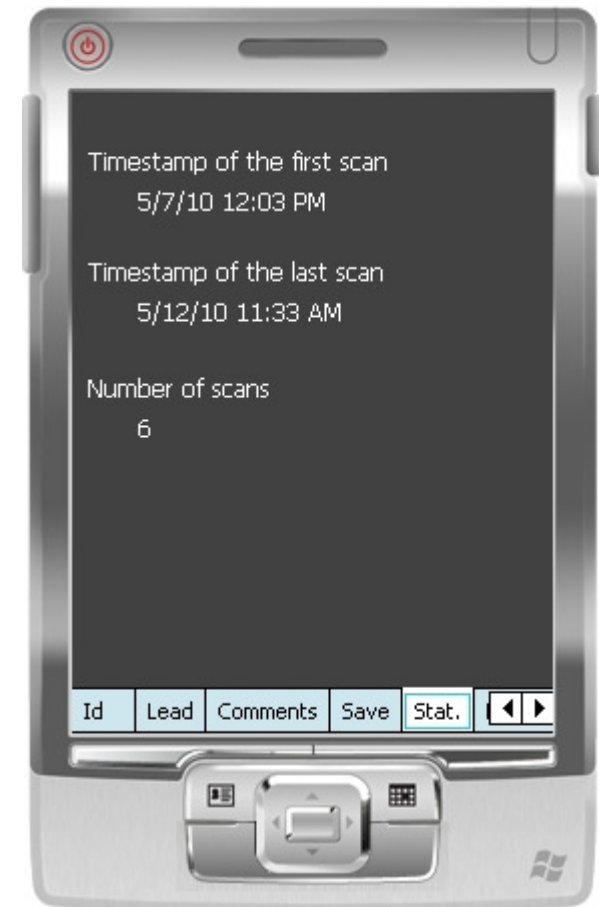 Timestamp of the first scan
5/7/10 12:03 PM
Timestamp of the last scan
5/12/10 11:33 AM
Number of scans
6
Id Lead Comments Save Stat.